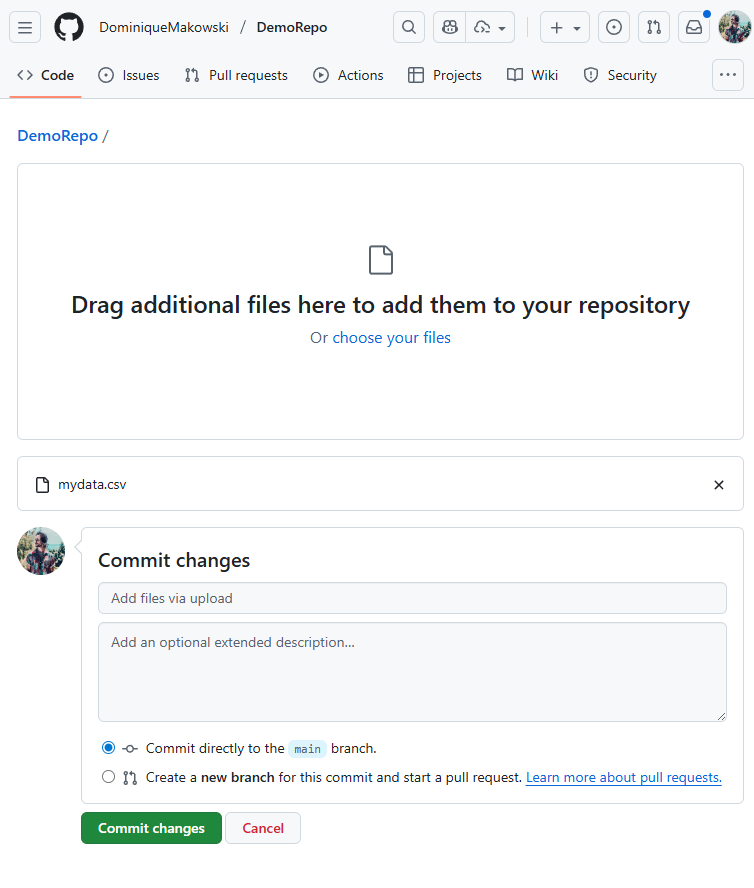 DominiqueMakowski / DemoRepo
Code Issues Pull requests Actions Projects Wiki Security
DemoRepo /
Drag additional files here to add them to your repository
Or choose your files
mydata.csv
Commit changes
Add files via upload
Add an optional extended description...
Commit directly to the main branch.
Create a new branch for this commit and start a pull request. Learn more about pull requests.
Commit changes Cancel